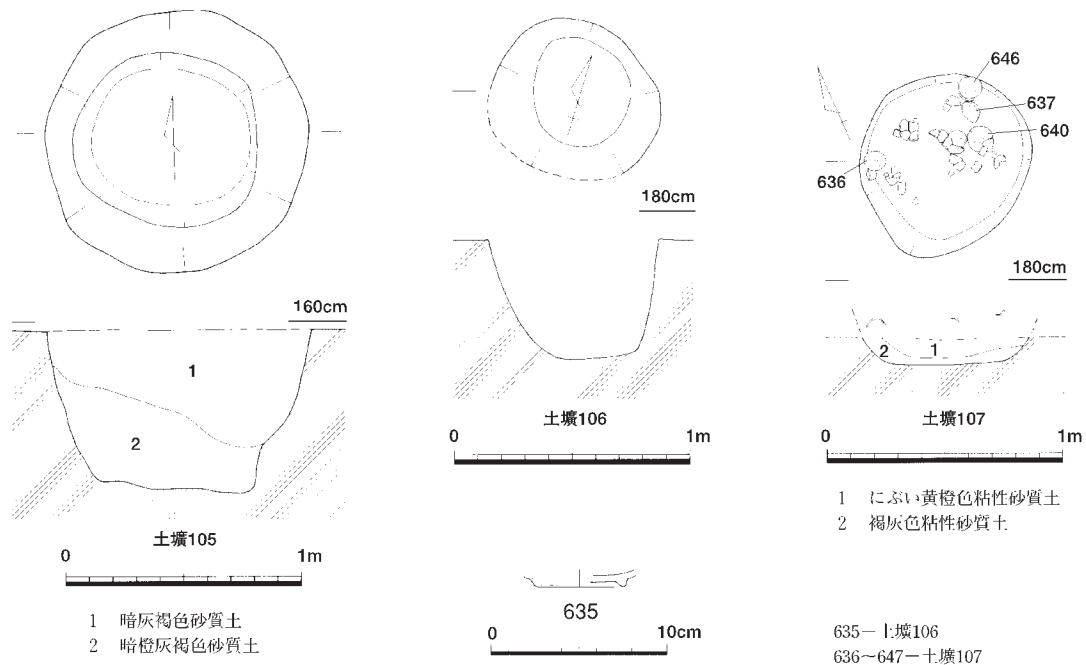 160cm
1
2
土壙105
0 1m
1 暗灰褐色砂質土
2 暗橙灰褐色砂質土
180cm
土壙106
0 1m
635
0 10cm
646
637
640
636
180cm
2 1
土壙107
0 1m
1 にぶい黄橙色粘性砂質土
2 褐灰色粘性砂質土
635－土壙106
636～647－土壙107